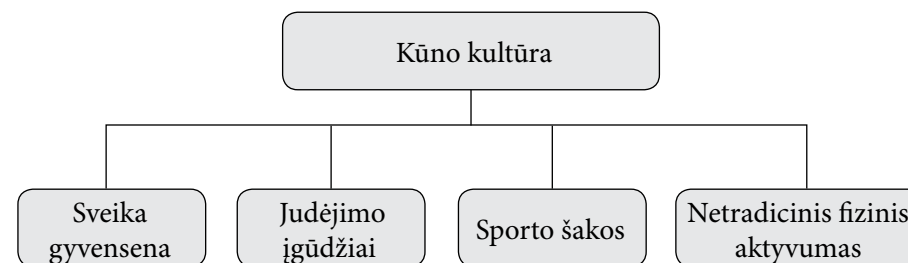 Kūno kultūra
Sveika
gyvensena
Judėjimo
įgūdžiai
Sporto šakos
Netradicinis fizinis
aktyvumas